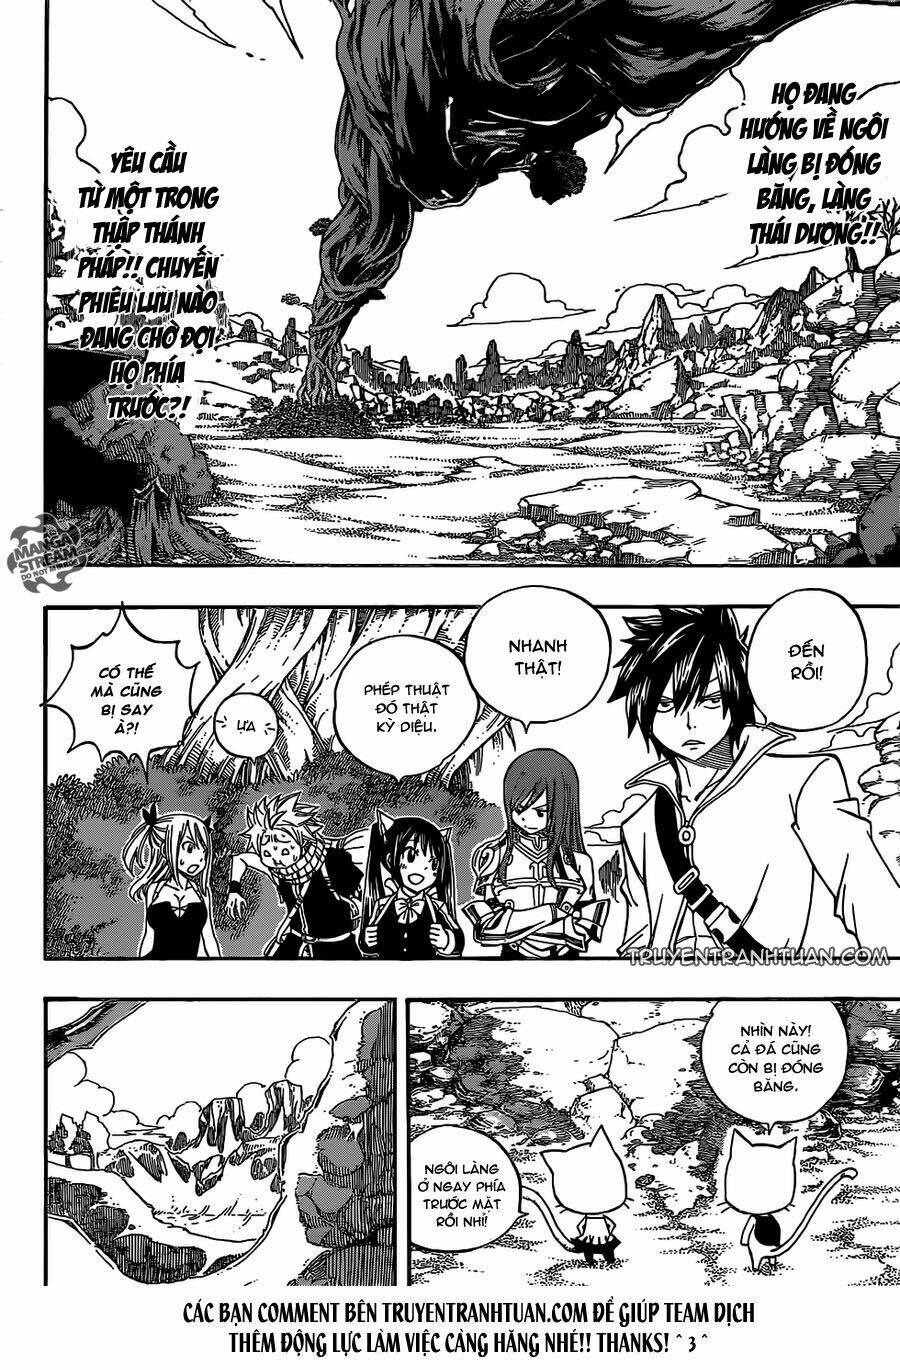 HỌ ĐANG
HƯỚNG VỀ NGÔI
LÀNG BỊ ĐÓNG
BĂNG, LÀNG
THÁI DƯƠNG!!
YÊU CẦU
TỪ MỘT TRONG
THẬP THÁNH
PHÁP!! CHUYẾN
PHIÊU LƯU NÀO
ĐANG CHỜ ĐỢI
HỌ PHÍA
TRƯỚC?!
MANGA
STREAM
ĐẾN
RỒI!
NHANH
THẬT!
PHÉP THUẬT
ĐÓ THẬT
KỲ DIỆU.
ỤA
CÓ THẾ
MÀ CŨNG
BỊ SAY
À?!
TRUYENTRANHTUAN.COM
NHÌN NÀY!
CẢ ĐÁ CŨNG
CÒN BỊ ĐÓNG
BĂNG.
NGÔI LÀNG
Ở NGAY PHÍA
TRƯỚC MẶT
RỒI NHỈ!
CÁC BẠN COMMENT BÊN TRUYENTRANHTUAN.COM ĐỂ GIÚP TEAM DỊCH
THÊM ĐỘNG LỰC LÀM VIỆC CÀNG HĂNG NHÉ!! THANKS! ^3^